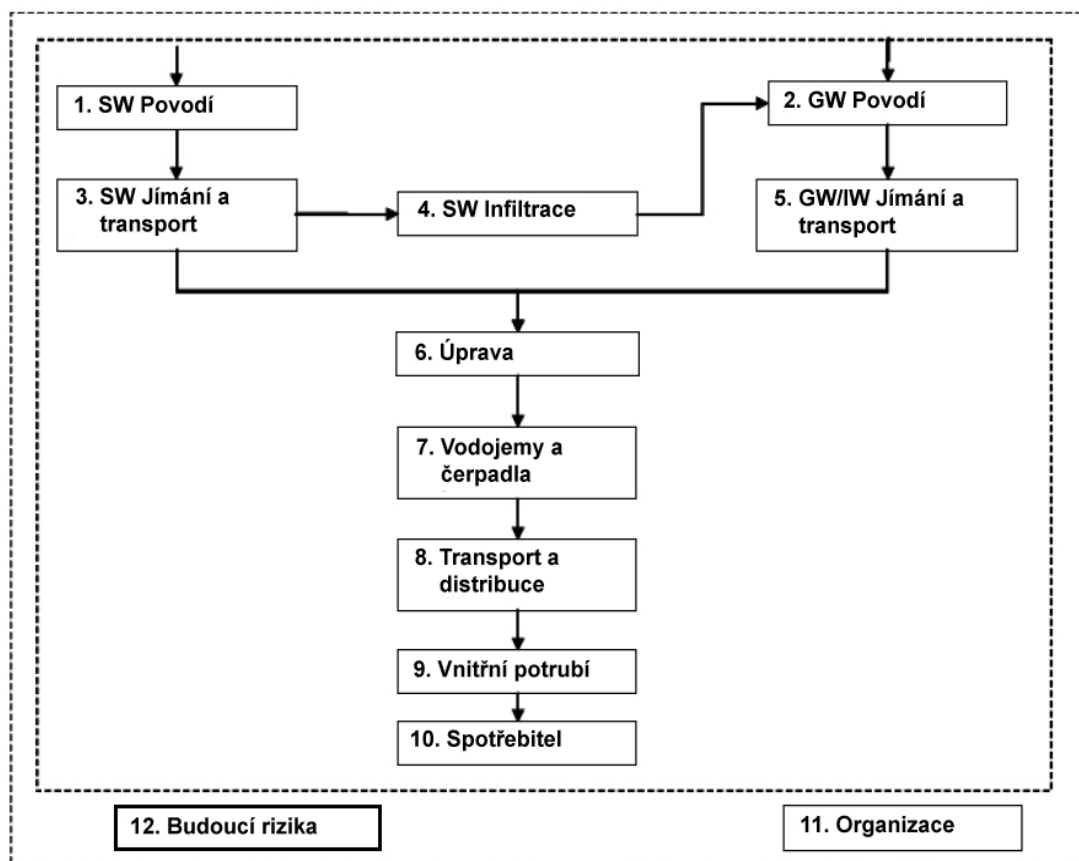 1. SW Povodí
2. GW Povodí
3. SW Jímání a
transport
4. SW Infiltrace
5. GW/IW Jímání a
transport
6. Úprava
7. Vodojemy a
čerpadla
8. Transport a
distribuce
9. Vnitřní potrubí
10. Spotřebitel
12. Budoucí rizika
11. Organizace